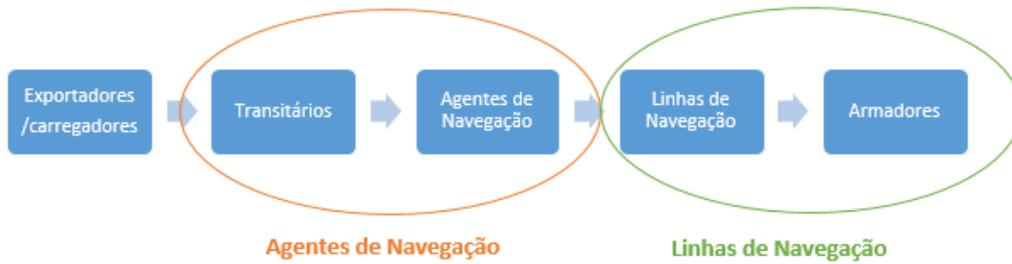 Exportadores
/carregadores
Transitários
Agentes de
Navegação
Linhas de
Navegação
Armadores
Agentes de Navegação
Linhas de Navegação